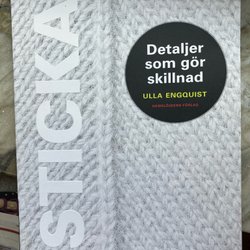 STICKA
Detaljer
som gör
skillnad
ULLA ENGQUIST
HEMSLÖJDENS FÖRLAG